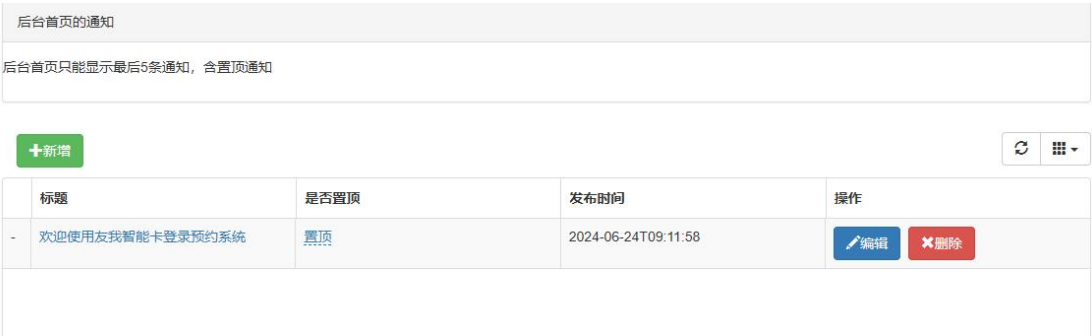 后台首页的通知
后台首页只能显示最后5条通知，含置顶通知
新增
标题 是否置顶 发布时间 操作
- 欢迎使用友我智能卡登录预约系统 置顶 2024-06-24T09:11:58 编辑 删除